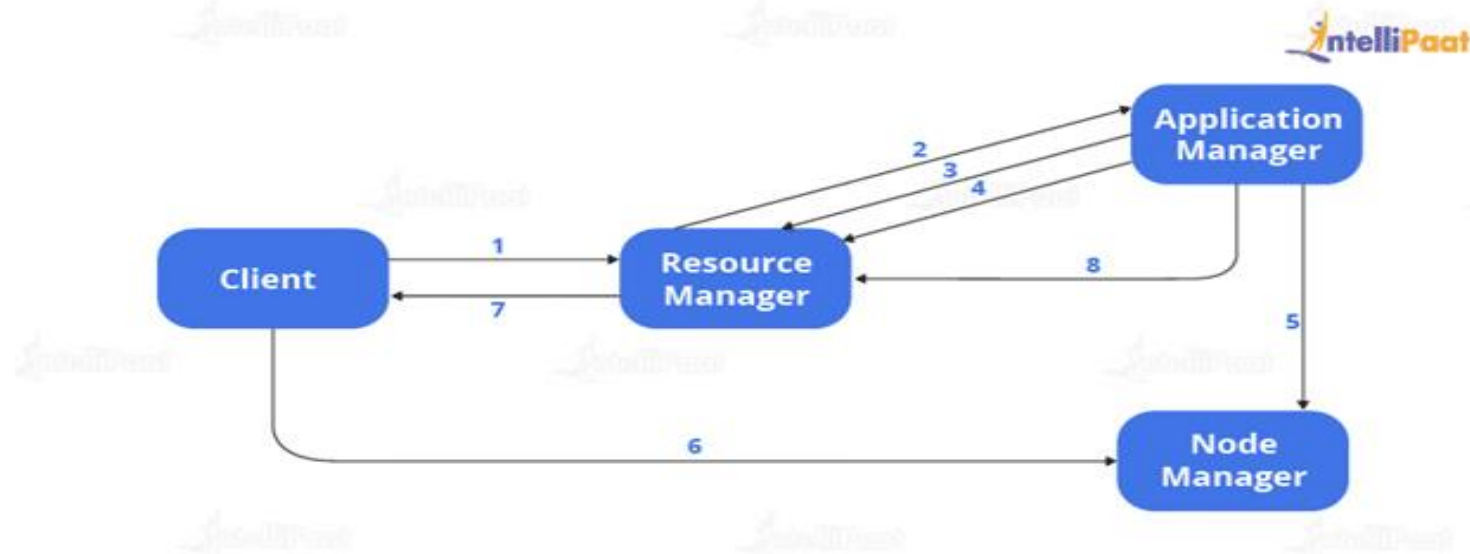 IntelliPaat
Application
Manager
2
3
4
1
Resource
Manager
8
Client
7
5
6
Node
Manager